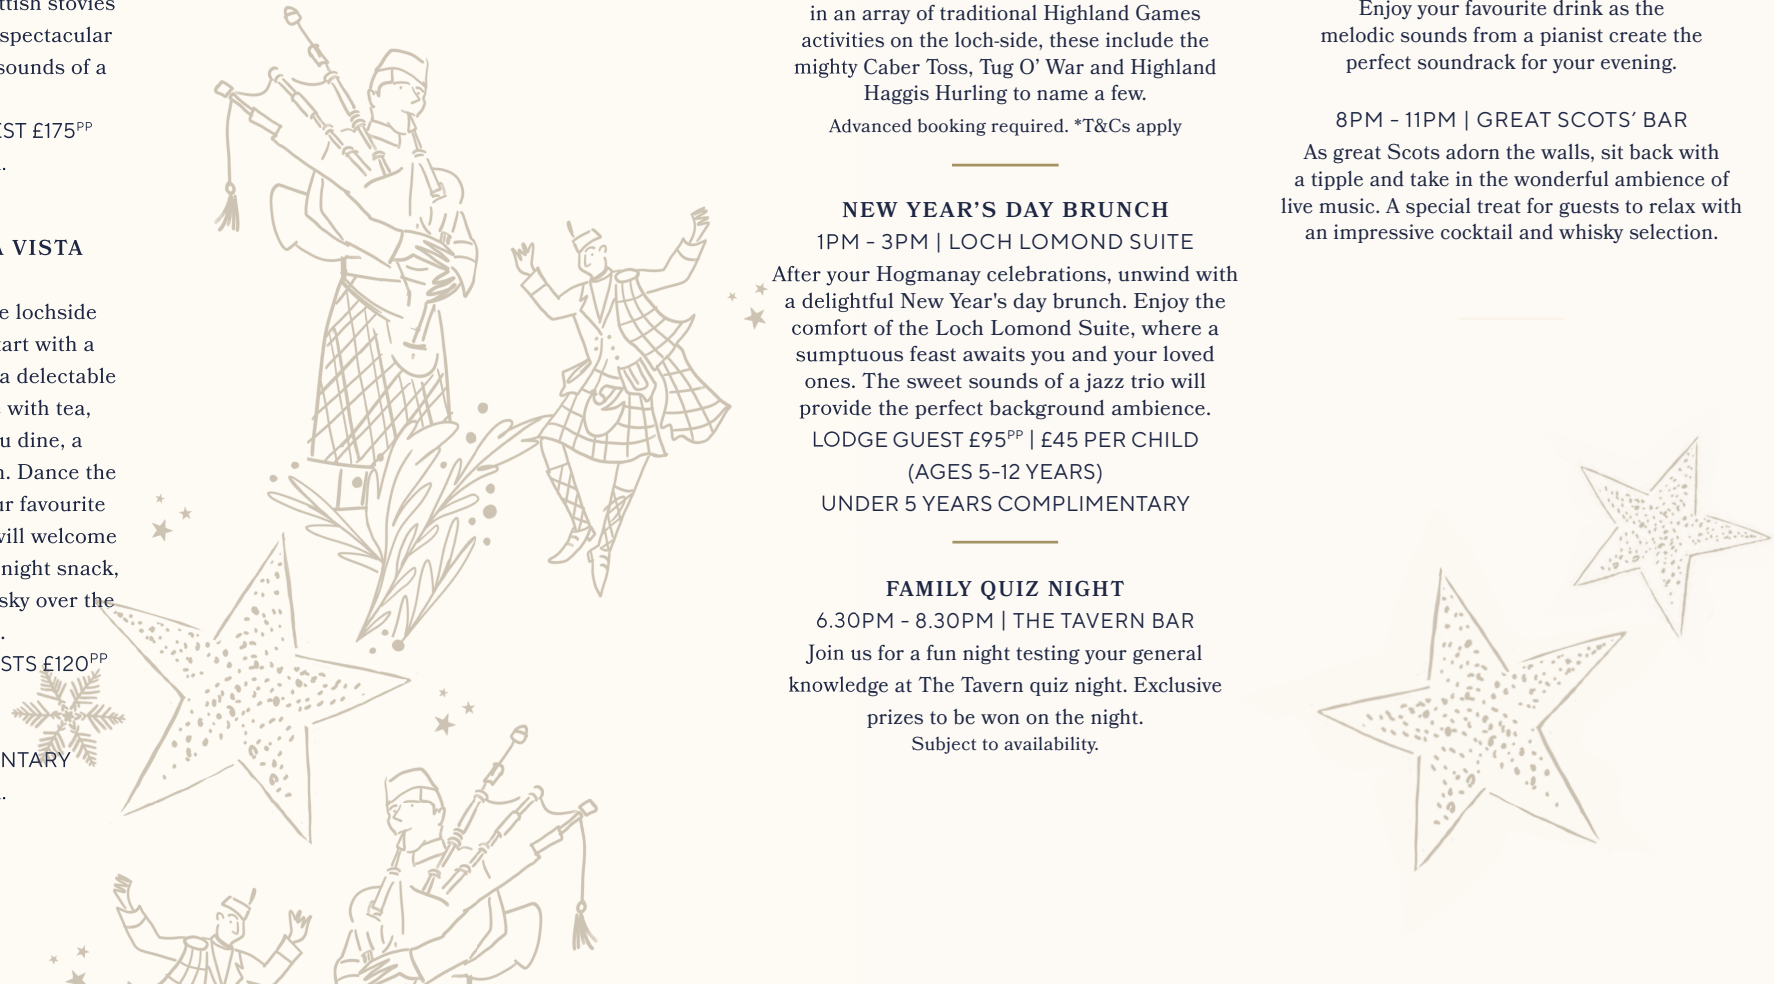 ttish stovies
spectacular
sounds of a
EST £175PP
A VISTA
e lochside
tart with a
a delectable
with tea,
u dine, a
n. Dance the
ur favourite
will welcome
night snack,
sky over the
STS £120PP
NTARY
in an array of traditional Highland Games
activities on the loch-side, these include the
mighty Caber Toss, Tug O’ War and Highland
Haggis Hurling to name a few.
Advanced booking required. *T&Cs apply
NEW YEAR’S DAY BRUNCH
1PM – 3PM | LOCH LOMOND SUITE
After your Hogmanay celebrations, unwind with
a delightful New Year's day brunch. Enjoy the
comfort of the Loch Lomond Suite, where a
sumptuous feast awaits you and your loved
ones. The sweet sounds of a jazz trio will
provide the perfect background ambience.
LODGE GUEST £95PP | £45 PER CHILD
(AGES 5–12 YEARS)
UNDER 5 YEARS COMPLIMENTARY
FAMILY QUIZ NIGHT
6.30PM – 8.30PM | THE TAVERN BAR
Join us for a fun night testing your general
knowledge at The Tavern quiz night. Exclusive
prizes to be won on the night.
Subject to availability.
Enjoy your favourite drink as the
melodic sounds from a pianist create the
perfect soundrack for your evening.
8PM – 11PM | GREAT SCOTS’ BAR
As great Scots adorn the walls, sit back with
a tipple and take in the wonderful ambience of
live music. A special treat for guests to relax with
an impressive cocktail and whisky selection.